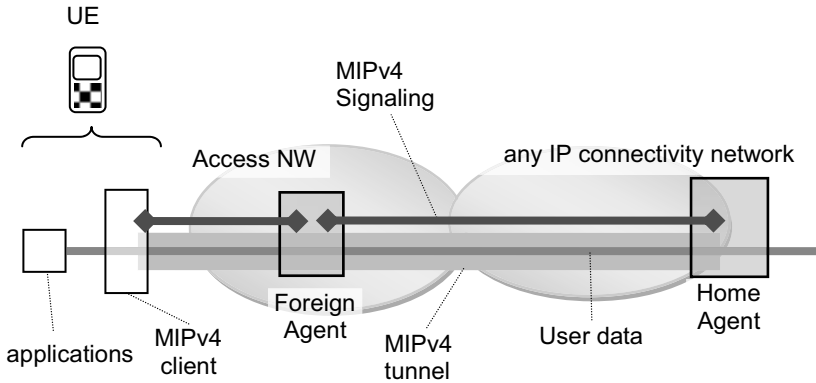 UE
MIPv4
Signaling
Access NW
any IP connectivity network
Foreign
Agent
Home
Agent
MIPv4
client
MIPv4
tunnel
User data
applications